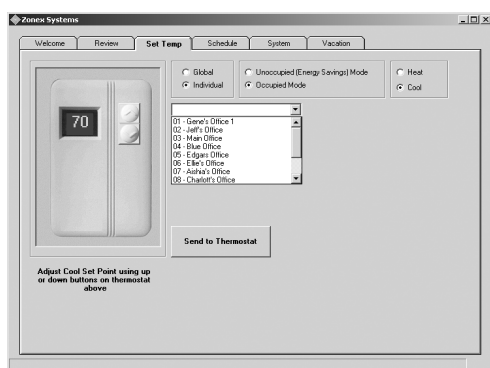 Zonex Systems
Welcome Review Set Temp Schedule System Vacation
Global
Individual
Unoccupied (Energy Savings) Mode
Occupied Mode
Heat
Cool
70
01 - Gene's Office 1
02 - Jeff's Office
03 - Main Office
04 - Blue Office
05 - Edgars Office
06 - Ellie's Office
07 - Aishia's Office
08 - Charlott's Office
Send to Thermostat
Adjust Cool Set Point using up
or down buttons on thermostat
above